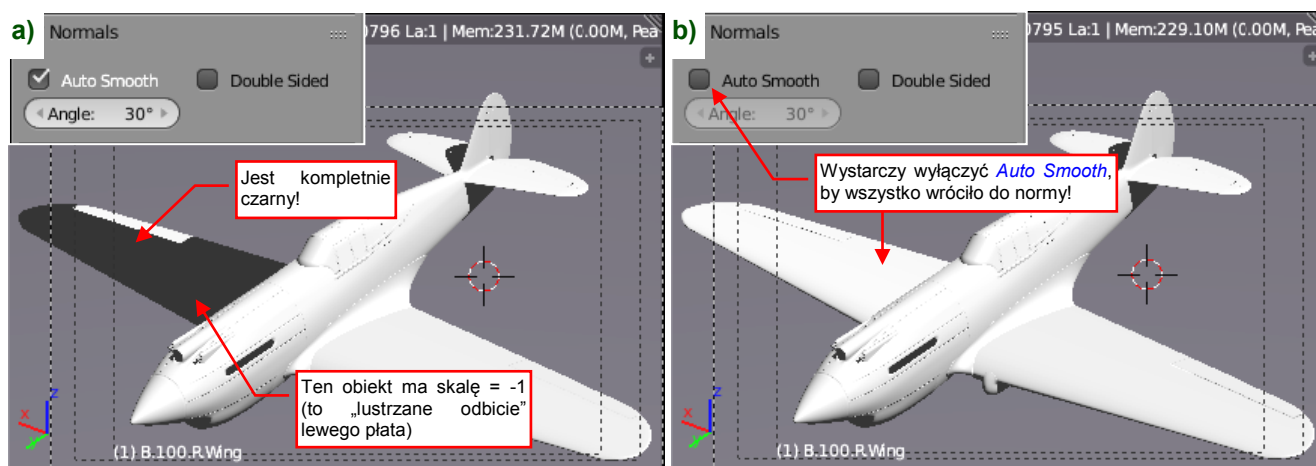 a)
Normals
0796 La:1 | Mem:231.72M (0.00M, Pea
Auto Smooth
Double Sided
Angle: 30°
Jest kompletnie
czarny!
Ten obiekt ma skalę = -1
(to „lustrzane odbicie”
lewego płata)
z
x
y
(1) B.100.R.Wing
b)
Normals
0795 La:1 | Mem:229.10M (0.00M, Pea
Auto Smooth
Double Sided
Angle: 30°
Wystarczy wyłączyć Auto Smooth,
by wszystko wróciło do normy!
z
x
y
(1) B.100.R.Wing